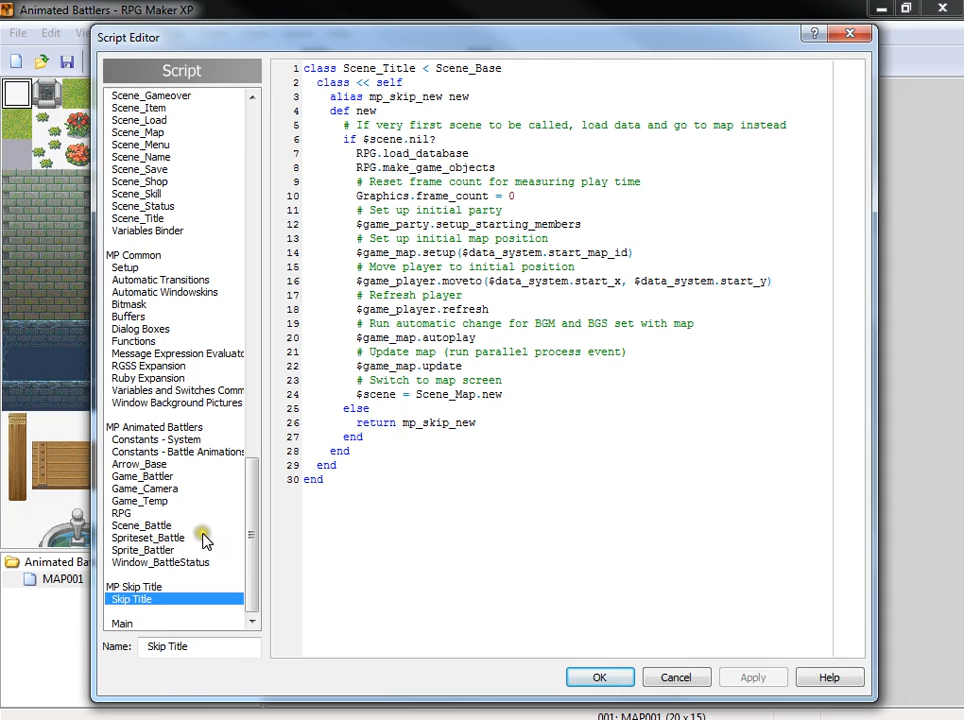 Animated Battlers - RPG Maker XP
File Edit
Script Editor
Script
Scene_Gameover
Scene_Item
Scene_Load
Scene_Map
Scene_Menu
Scene_Name
Scene_Save
Scene_Shop
Scene_Skill
Scene_Status
Scene_Title
Variables Binder
MP Common
Setup
Automatic Transitions
Automatic Windowskins
Bitmask
Buffers
Dialog Boxes
Functions
Message Expression Evaluato
RGSS Expansion
Ruby Expansion
Variables and Switches Comm
Window Background Pictures
MP Animated Battlers
Constants - System
Constants - Battle Animations
Arrow_Base
Game_Battler
Game_Camera
Game_Temp
RPG
Scene_Battle
Spriteset_Battle
Sprite_Battler
Window_BattleStatus
MP Skip Title
Skip Title
Main
Name: Skip Title
1 class Scene_Title < Scene_Base
2 class << self
3 alias mp_skip_new new
4 def new
5 # If very first scene to be called, load data and go to map instead
6 if $scene.nil?
7 RPG.load_database
8 RPG.make_game_objects
9 # Reset frame count for measuring play time
10 Graphics.frame_count = 0
11 # Set up initial party
12 $game_party.setup_starting_members
13 # Set up initial map position
14 $game_map.setup($data_system.start_map_id)
15 # Move player to initial position
16 $game_player.moveto($data_system.start_x, $data_system.start_y)
17 # Refresh player
18 $game_player.refresh
19 # Run automatic change for BGM and BGS set with map
20 $game_map.autoplay
21 # Update map (run parallel process event)
22 $game_map.update
23 # Switch to map screen
24 $scene = Scene_Map.new
25 else
26 return mp_skip_new
27 end
28 end
29 end
30 end
OK Cancel Apply Help
Animated Ba
MAP001
001: MAP001 (20 x 15)